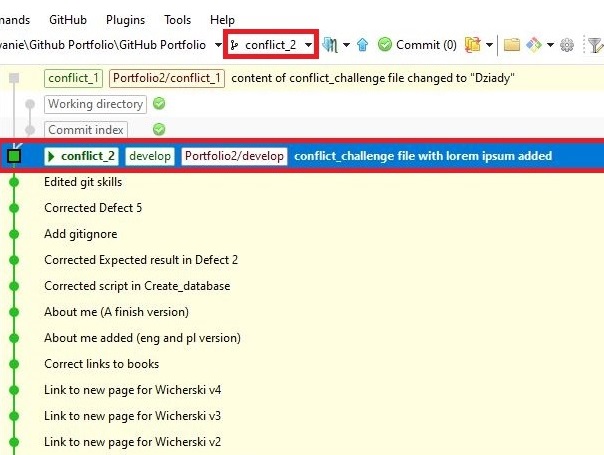 mands GitHub Plugins Tools Help
wanie\Github Portfolio\GitHub Portfolio conflict_2 Commit (0)
conflict_1 Portfolio2/conflict_1 content of conflict_challenge file changed to "Dziady"
Working directory
Commit index
conflict_2 develop Portfolio2/develop conflict_challenge file with lorem ipsum added
Edited git skills
Corrected Defect 5
Add gitignore
Corrected Expected result in Defect 2
Corrected script in Create_database
About me (A finish version)
About me added (eng and pl version)
Correct links to books
Link to new page for Wicherski v4
Link to new page for Wicherski v3
Link to new page for Wicherski v2